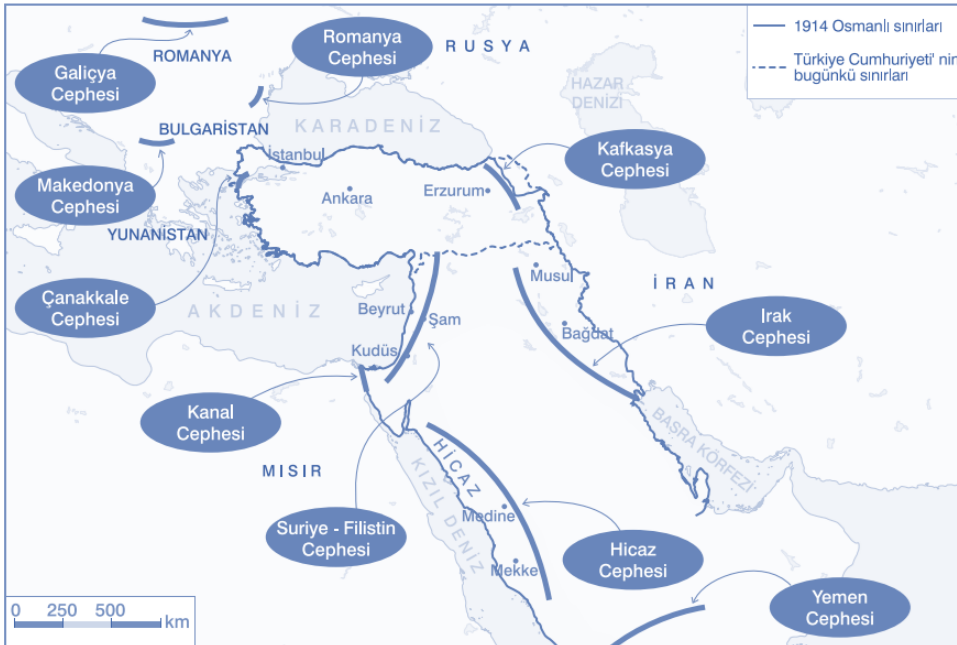 1914 Osmanlı sınırları
Türkiye Cumhuriyeti' nin
bugünkü sınırları
Romanya
Cephesi
RUSYA
ROMANYA
Galiçya
Cephesi
HAZAR
DENİZİ
BULGARİSTAN
KARADENİZ
İstanbul
Kafkasya
Cephesi
Makedonya
Cephesi
Ankara
Erzurum
YUNANİSTAN
Musul
İRAN
Çanakkale
Cephesi
AKDENİZ
Beyrut
Şam
Bağdat
Irak
Cephesi
Kudüs
Kanal
Cephesi
BASRA KÖRFEZİ
MISIR
HİCAZ
KIZIL DENİZ
Medine
Suriye - Filistin
Cephesi
Hicaz
Cephesi
Mekke
Yemen
Cephesi
0 250 500
km